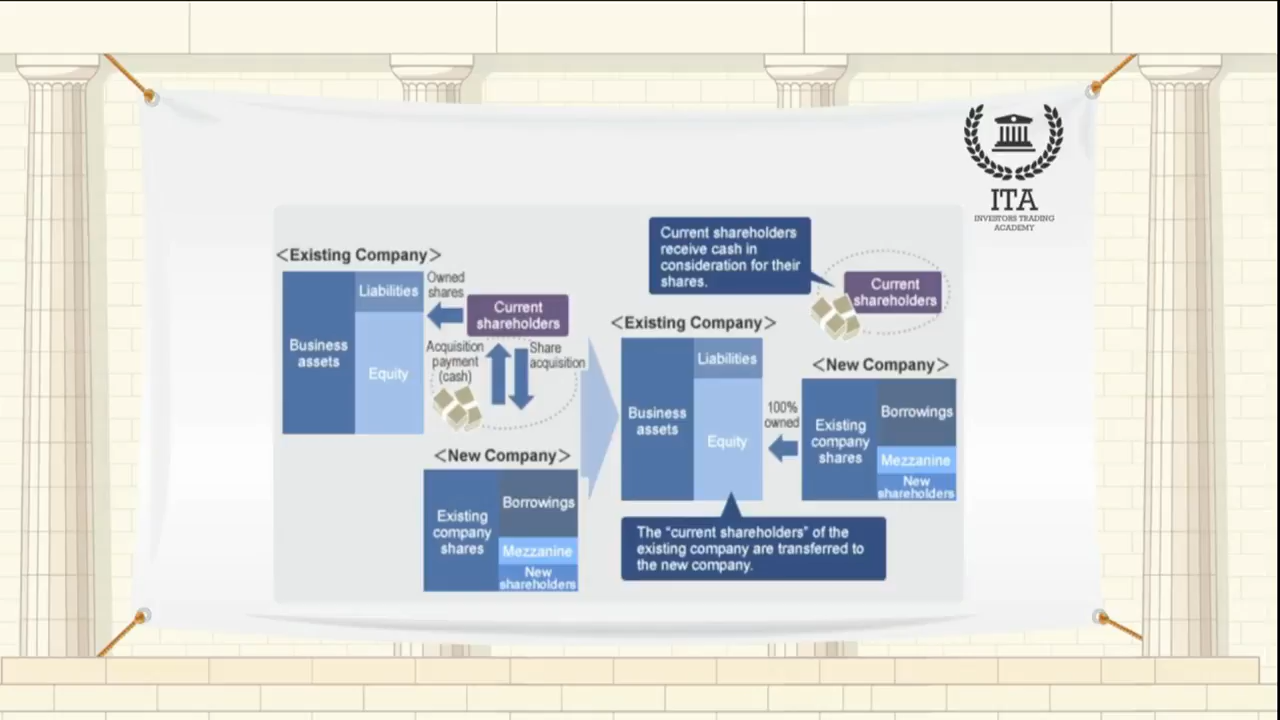 ITA
INVESTORS TRADING
ACADEMY
<Existing Company>
Business
assets
Liabilities
Equity
Owned
shares
Current
shareholders
Acquisition
payment
(cash)
Share
acquisition
<New Company>
Existing
company
shares
Borrowings
Mezzanine
New
shareholders
Current shareholders
receive cash in
consideration for their
shares.
Current
shareholders
<Existing Company>
Business
assets
Liabilities
Equity
100%
owned
<New Company>
Existing
company
shares
Borrowings
Mezzanine
New
shareholders
The "current shareholders" of the
existing company are transferred to
the new company.